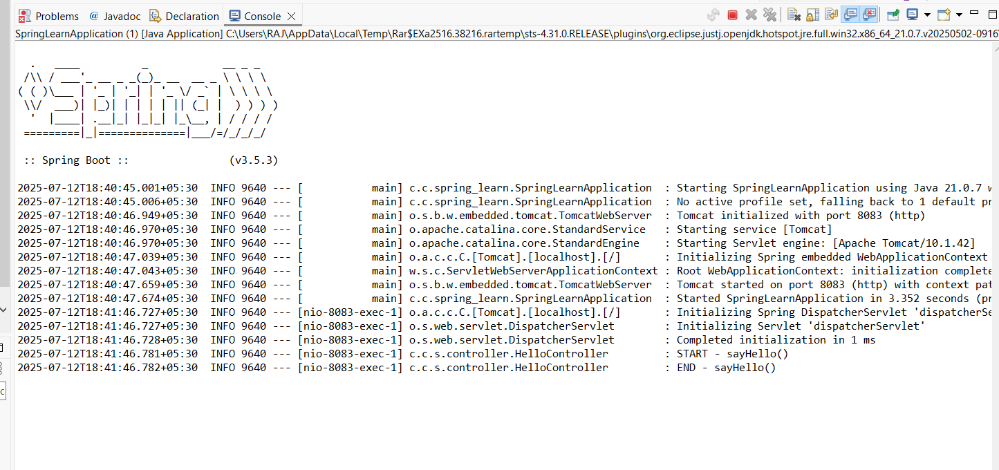 Problems @ Javadoc Declaration Console
SpringLearnApplication (1) [Java Application] C:\Users\RAJ\AppData\Local\Temp\Rar$EXa2516.38216.rartemp\sts-4.31.0.RELEASE\plugins\org.eclipse.justj.openjdk.hotspot.jre.full.win32.x86_64_21.0.7.v20250502-0916
  .   ____          _            __ _ _
 /\\ / ___'_ __ _ _(_)_ __  __ _ \ \ \ \
( ( )\___ | '_ | '_| | '_ \/ _` | \ \ \ \
 \\/  ___)| |_)| | | | | || (_| |  ) ) ) )
  '  |____| .__|_| |_|_| |_\__, | / / / /
 =========|_|==============|___/=/_/_/_/
 :: Spring Boot ::                (v3.5.3)
2025-07-12T18:40:45.001+05:30  INFO 9640 --- [           main] c.c.spring_learn.SpringLearnApplication  : Starting SpringLearnApplication using Java 21.0.7 w
2025-07-12T18:40:45.006+05:30  INFO 9640 --- [           main] c.c.spring_learn.SpringLearnApplication  : No active profile set, falling back to 1 default pr
2025-07-12T18:40:46.949+05:30  INFO 9640 --- [           main] o.s.b.w.embedded.tomcat.TomcatWebServer  : Tomcat initialized with port 8083 (http)
2025-07-12T18:40:46.970+05:30  INFO 9640 --- [           main] o.apache.catalina.core.StandardService   : Starting service [Tomcat]
2025-07-12T18:40:46.970+05:30  INFO 9640 --- [           main] o.apache.catalina.core.StandardEngine    : Starting Servlet engine: [Apache Tomcat/10.1.42]
2025-07-12T18:40:47.039+05:30  INFO 9640 --- [           main] o.a.c.c.C.[Tomcat].[localhost].[/]       : Initializing Spring embedded WebApplicationContext
2025-07-12T18:40:47.043+05:30  INFO 9640 --- [           main] w.s.c.ServletWebServerApplicationContext : Root WebApplicationContext: initialization complete
2025-07-12T18:40:47.659+05:30  INFO 9640 --- [           main] o.s.b.w.embedded.tomcat.TomcatWebServer  : Tomcat started on port 8083 (http) with context pat
2025-07-12T18:40:47.674+05:30  INFO 9640 --- [           main] c.c.spring_learn.SpringLearnApplication  : Started SpringLearnApplication in 3.352 seconds (pr
2025-07-12T18:41:46.727+05:30  INFO 9640 --- [nio-8083-exec-1] o.a.c.c.C.[Tomcat].[localhost].[/]       : Initializing Spring DispatcherServlet 'dispatcherSe
2025-07-12T18:41:46.727+05:30  INFO 9640 --- [nio-8083-exec-1] o.s.web.servlet.DispatcherServlet        : Initializing Servlet 'dispatcherServlet'
2025-07-12T18:41:46.728+05:30  INFO 9640 --- [nio-8083-exec-1] o.s.web.servlet.DispatcherServlet        : Completed initialization in 1 ms
2025-07-12T18:41:46.781+05:30  INFO 9640 --- [nio-8083-exec-1] c.c.s.controller.HelloController         : START - sayHello()
2025-07-12T18:41:46.782+05:30  INFO 9640 --- [nio-8083-exec-1] c.c.s.controller.HelloController         : END - sayHello()